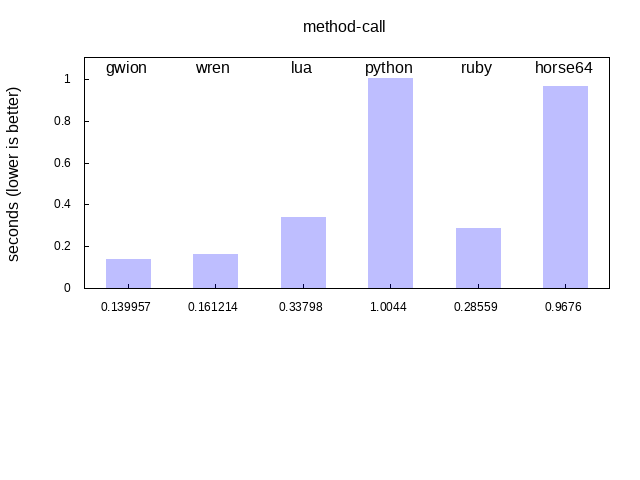 method-call
gwion wren lua python ruby horse64
seconds (lower is better)
1
0.8
0.6
0.4
0.2
0
0.139957 0.161214 0.33798 1.0044 0.28559 0.9676